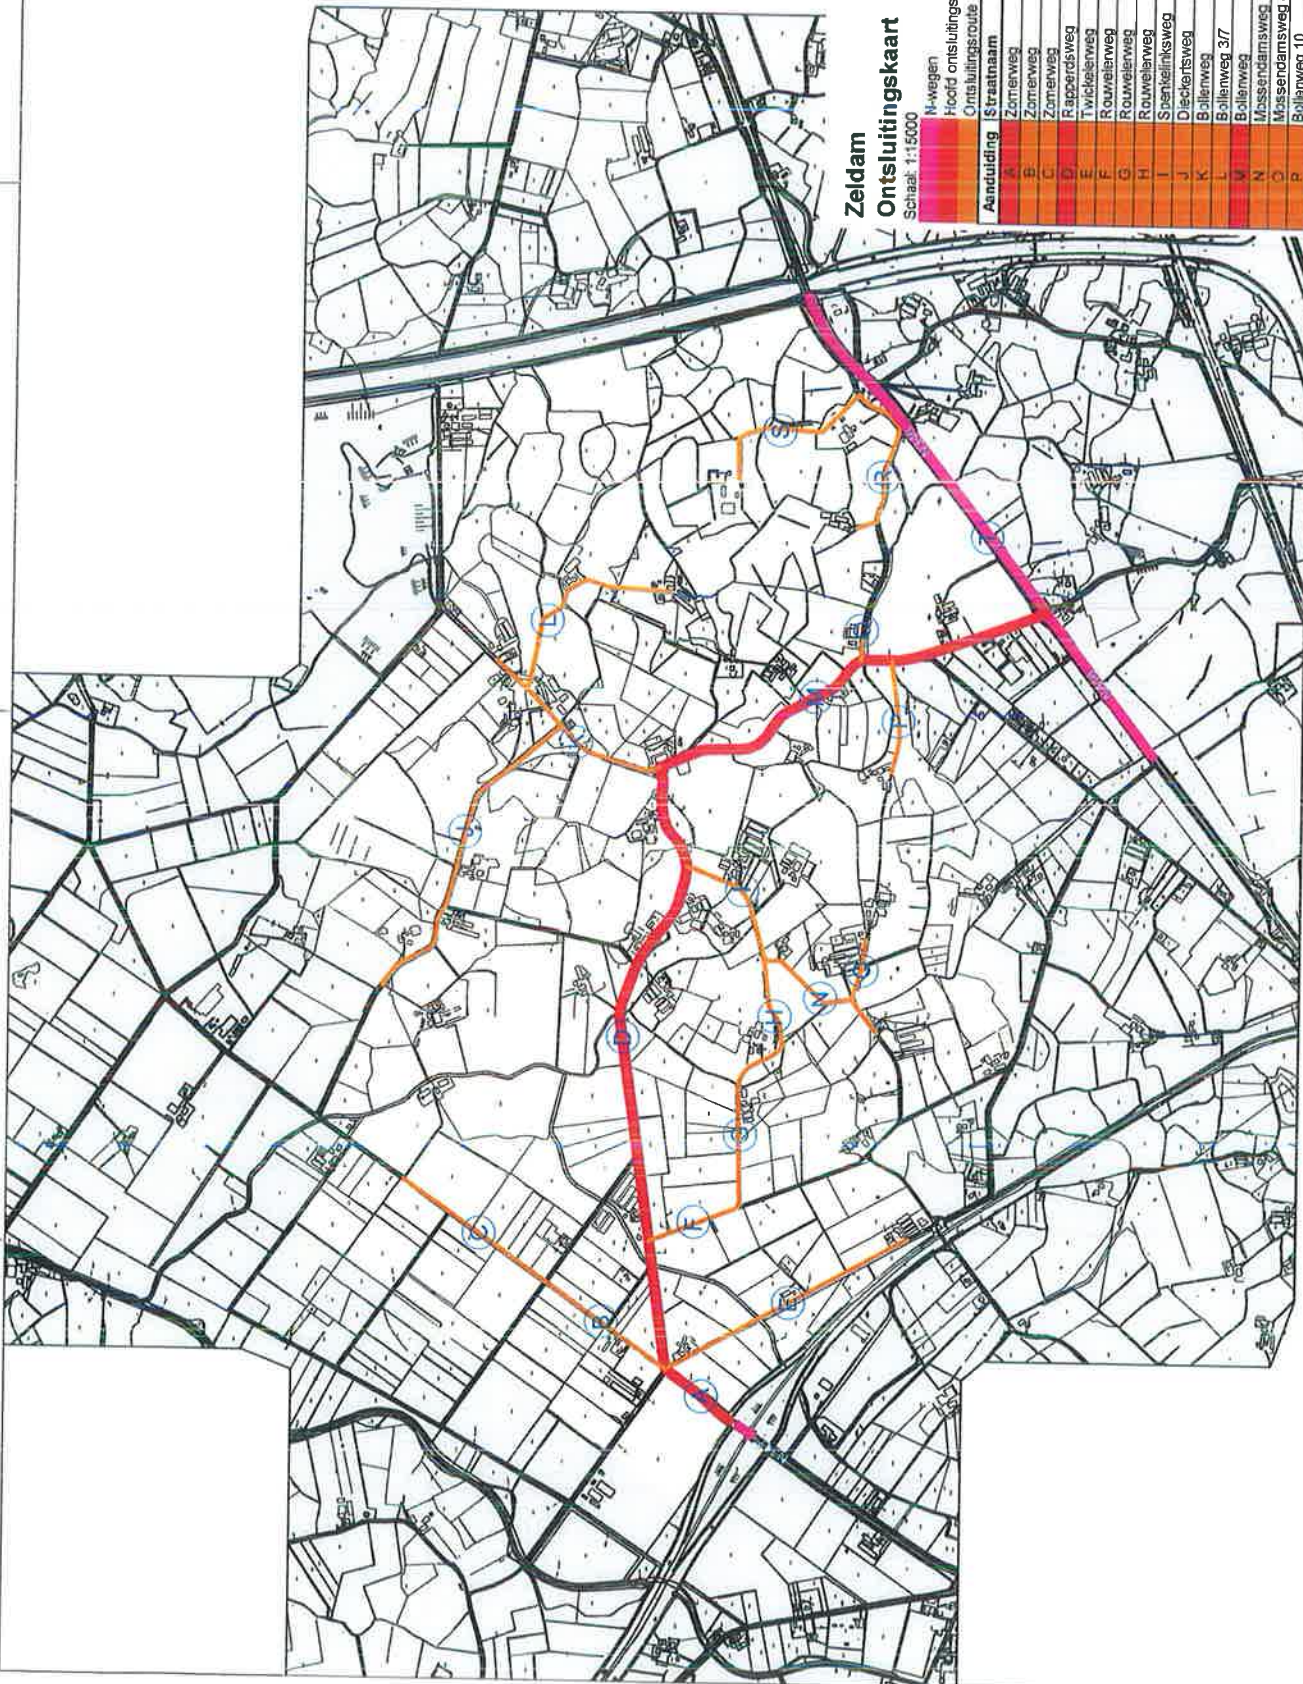 Zeldam
Ontsluitingskaart
Schaal: 1:15000
N-wegen
Hoofd ontsluitings
Ontsluitingsroute
Aanduiding Straatnaam
A Zomerweg
B Zomerweg
C Zomerweg
D Rapperdsweg
E Twickelerweg
F Rouwelerweg
G Rouwelerweg
H Rouwelerweg
I Spenkelinksweg
J Dieckertsweg
K Bollenweg
L Bollenweg 3/7
M Bollenweg
N Mossendamsweg
O Mossendamsweg
P Bollenweg 10
A
B
C
D
E
F
G
H
I
J
K
L
M
N
O
P
R
S